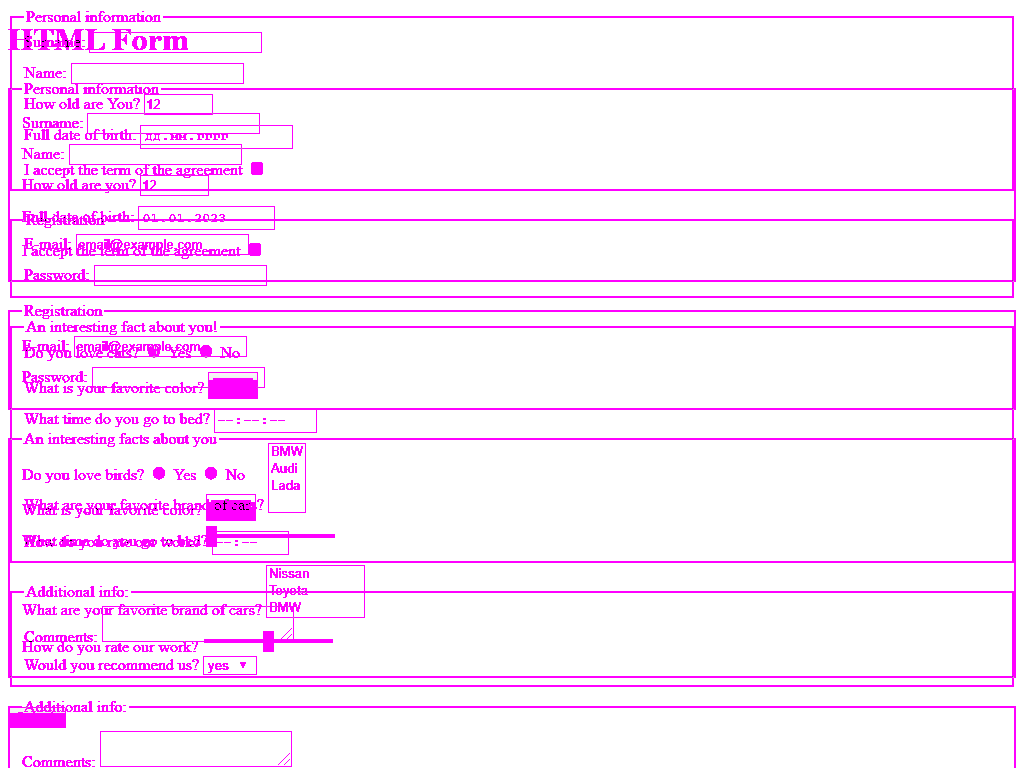 Personal information
HTML Form
Surname:
Name:
Personal information
How old are You? 12
Surname:
Full date of birth:
Name:
I accept the term of the agreement
How old are you? 12
Full date of birth: 01.01.2023
Registration
E-mail: email@example.com
I accept the term of the agreement
Password:
Registration
An interesting fact about you!
E-mail: email@example.com
Do you love cars? Yes No
Password:
What is your favorite color?
What time do you go to bed? --:--:--
An interesting facts about you
BMW
Audi
Lada
Do you love birds? Yes No
What are your favorite brand of cars?
What is your favorite color?
What time do you go to bed? --:--
How do you rate our work?
Nissan
Toyota
BMW
Additional info:
What are your favorite brand of cars?
Comments:
How do you rate our work?
Would you recommend us? yes
Additional info:
Comments: